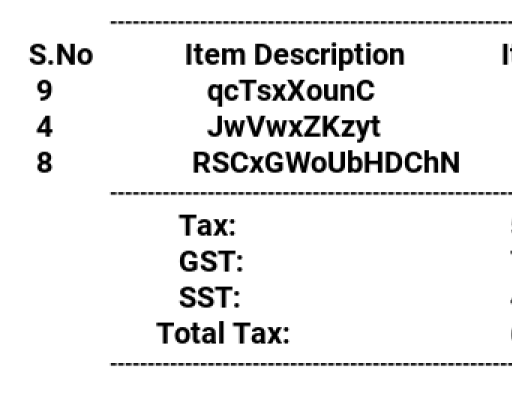 S.No Item Description
9 qcTsxXounC
4 JwVwxZKzyt
8 RSCxGWoUbHDChN
Tax:
GST:
SST:
Total Tax: